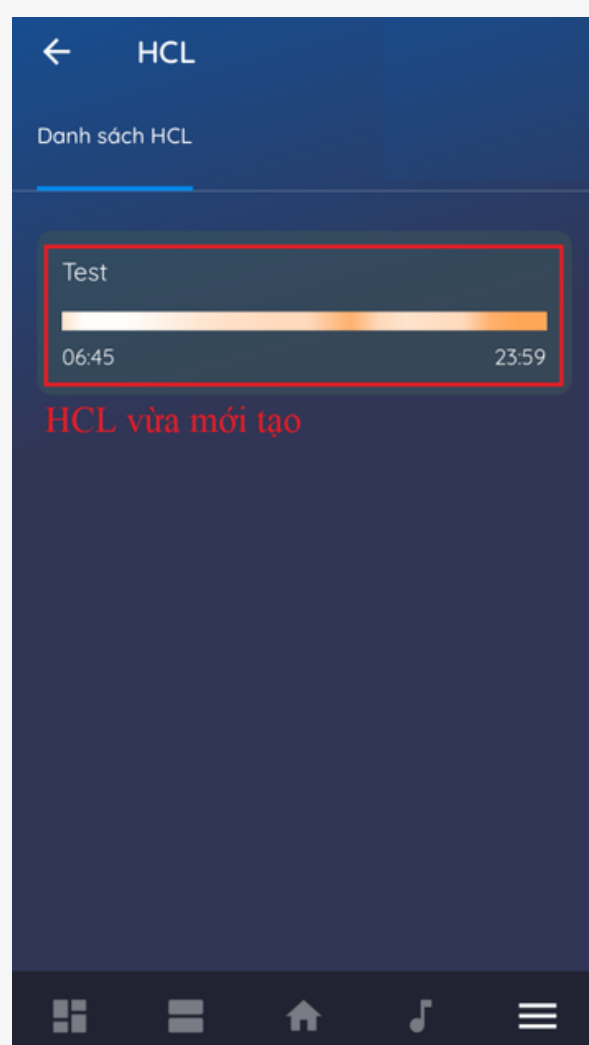 HCL
Danh sách HCL
Test
06:45 23:59
HCL vừa mới tạo